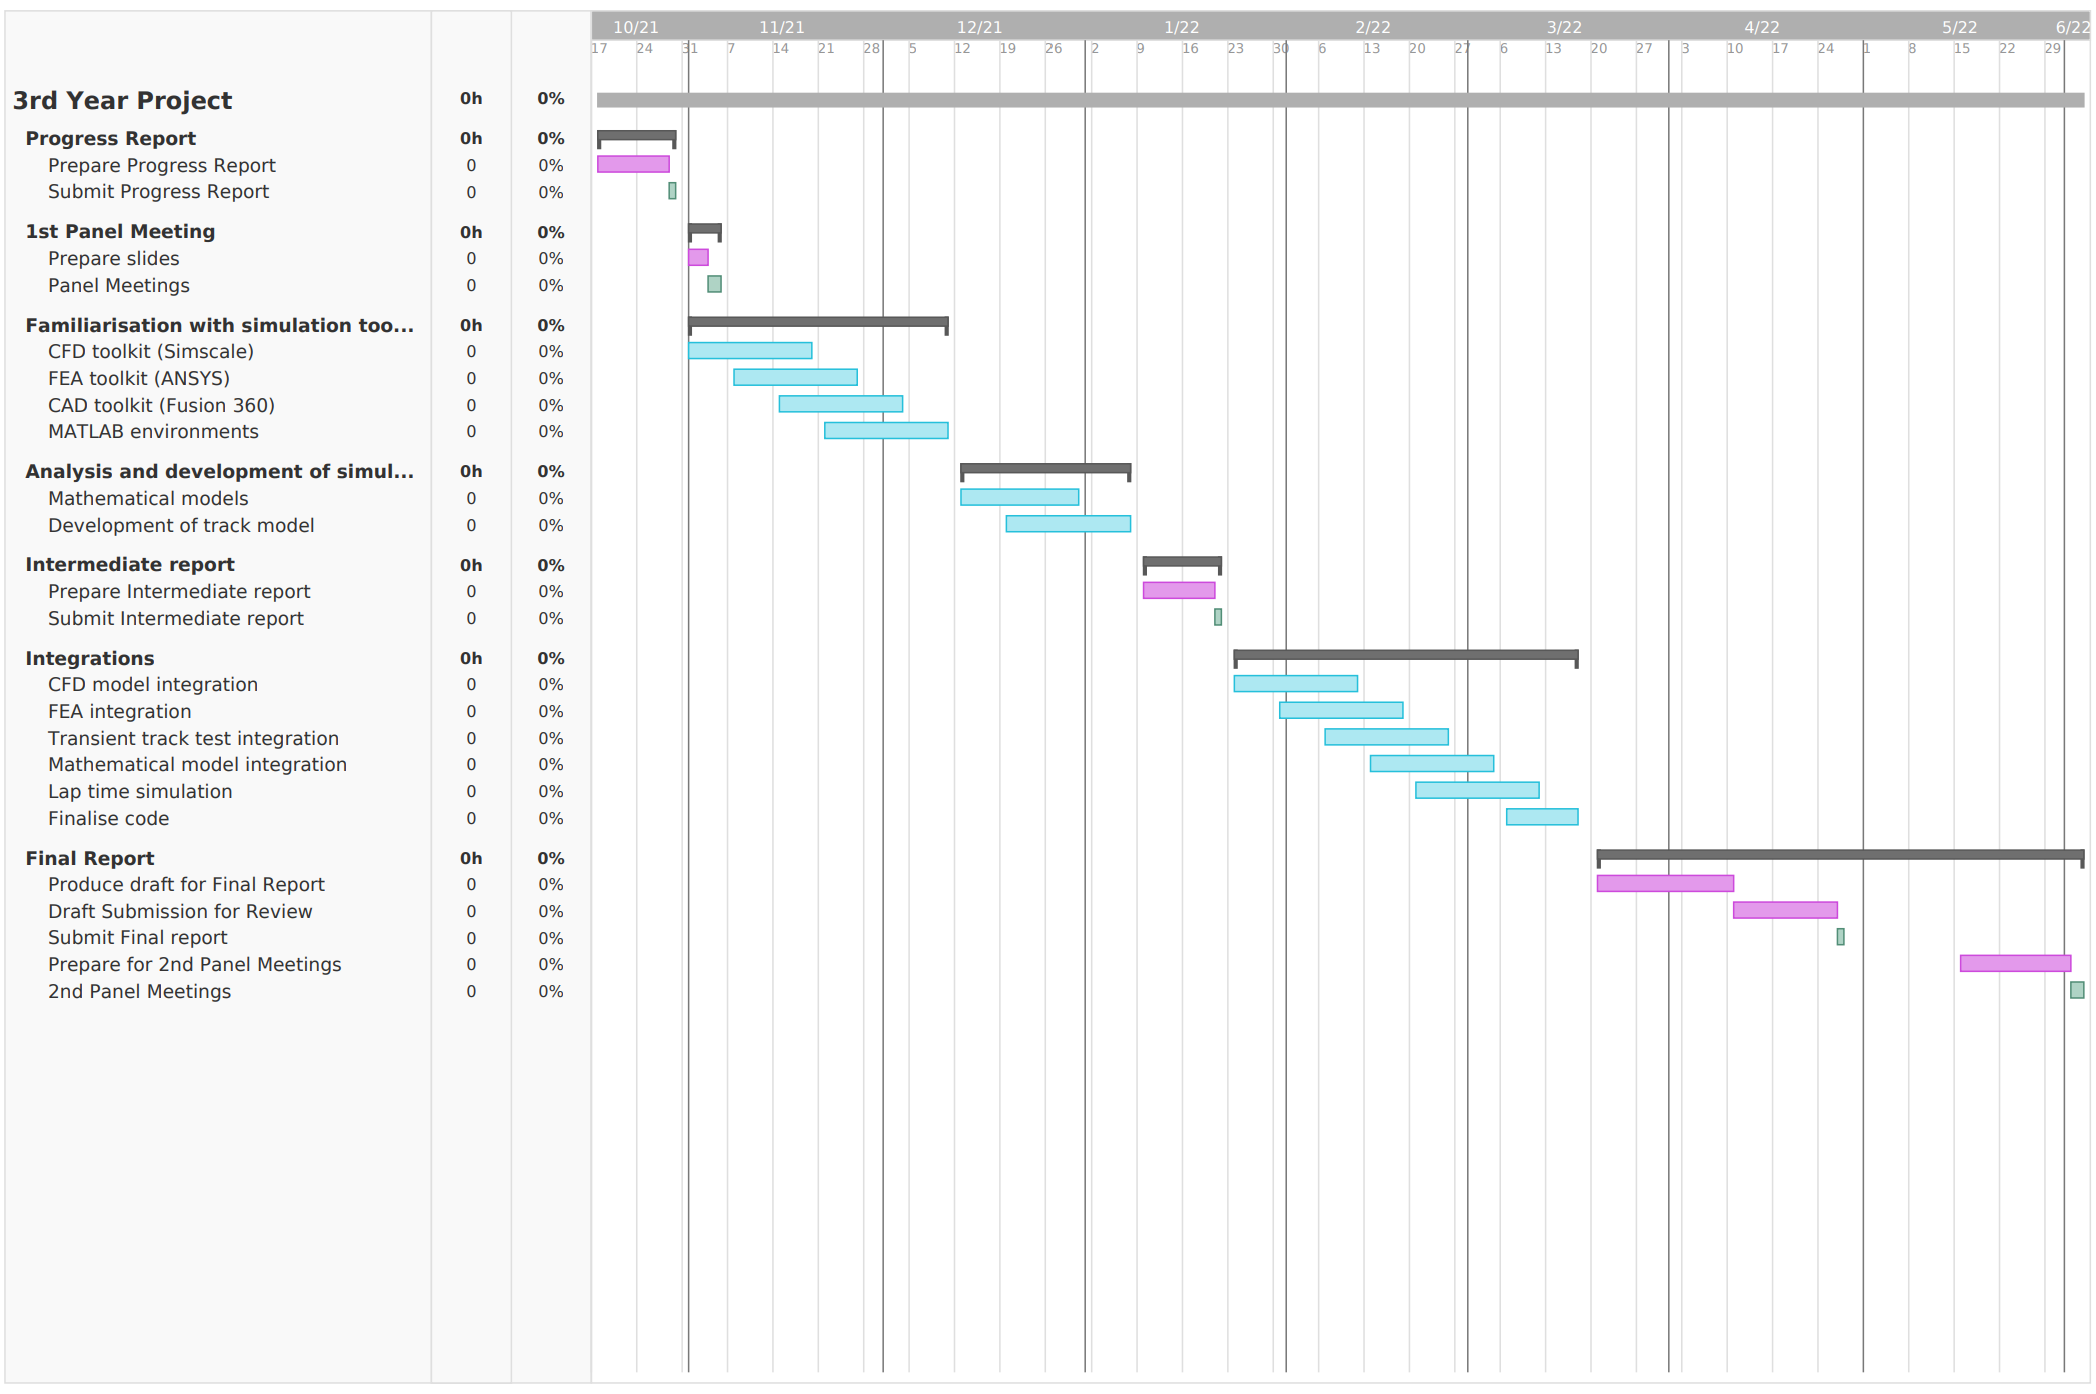 10/21 11/21 12/21 1/22 2/22 3/22 4/22 5/22 6/22
17 24 31 7 14 21 28 5 12 19 26 2 9 16 23 30 6 13 20 27 6 13 20 27 3 10 17 24 1 8 15 22 29
3rd Year Project 0h 0%
Progress Report 0h 0%
Prepare Progress Report 0 0%
Submit Progress Report 0 0%
1st Panel Meeting 0h 0%
Prepare slides 0 0%
Panel Meetings 0 0%
Familiarisation with simulation too... 0h 0%
CFD toolkit (Simscale) 0 0%
FEA toolkit (ANSYS) 0 0%
CAD toolkit (Fusion 360) 0 0%
MATLAB environments 0 0%
Analysis and development of simul... 0h 0%
Mathematical models 0 0%
Development of track model 0 0%
Intermediate report 0h 0%
Prepare Intermediate report 0 0%
Submit Intermediate report 0 0%
Integrations 0h 0%
CFD model integration 0 0%
FEA integration 0 0%
Transient track test integration 0 0%
Mathematical model integration 0 0%
Lap time simulation 0 0%
Finalise code 0 0%
Final Report 0h 0%
Produce draft for Final Report 0 0%
Draft Submission for Review 0 0%
Submit Final report 0 0%
Prepare for 2nd Panel Meetings 0 0%
2nd Panel Meetings 0 0%